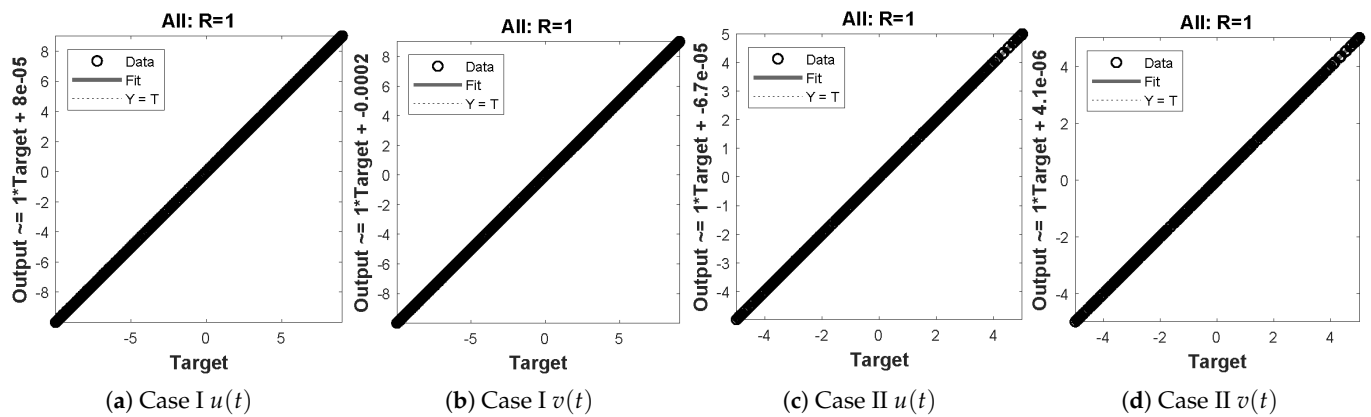 All: R=1
Output ~= 1*Target + 8e-05
Data
Fit
Y = T
8
6
4
2
0
-2
-4
-6
-8
-5
0
5
Target
(a) Case I u(t)
All: R=1
Output ~= 1*Target + -0.0002
Data
Fit
Y = T
8
6
4
2
0
-2
-4
-6
-8
-5
0
5
Target
(b) Case I v(t)
All: R=1
Output ~= 1*Target + -6.7e-05
Data
Fit
Y = T
5
4
3
2
1
0
-1
-2
-3
-4
-4
-2
0
2
4
Target
(c) Case II u(t)
All: R=1
Output ~= 1*Target + 4.1e-06
Data
Fit
Y = T
4
2
0
-2
-4
-4
-2
0
2
4
Target
(d) Case II v(t)